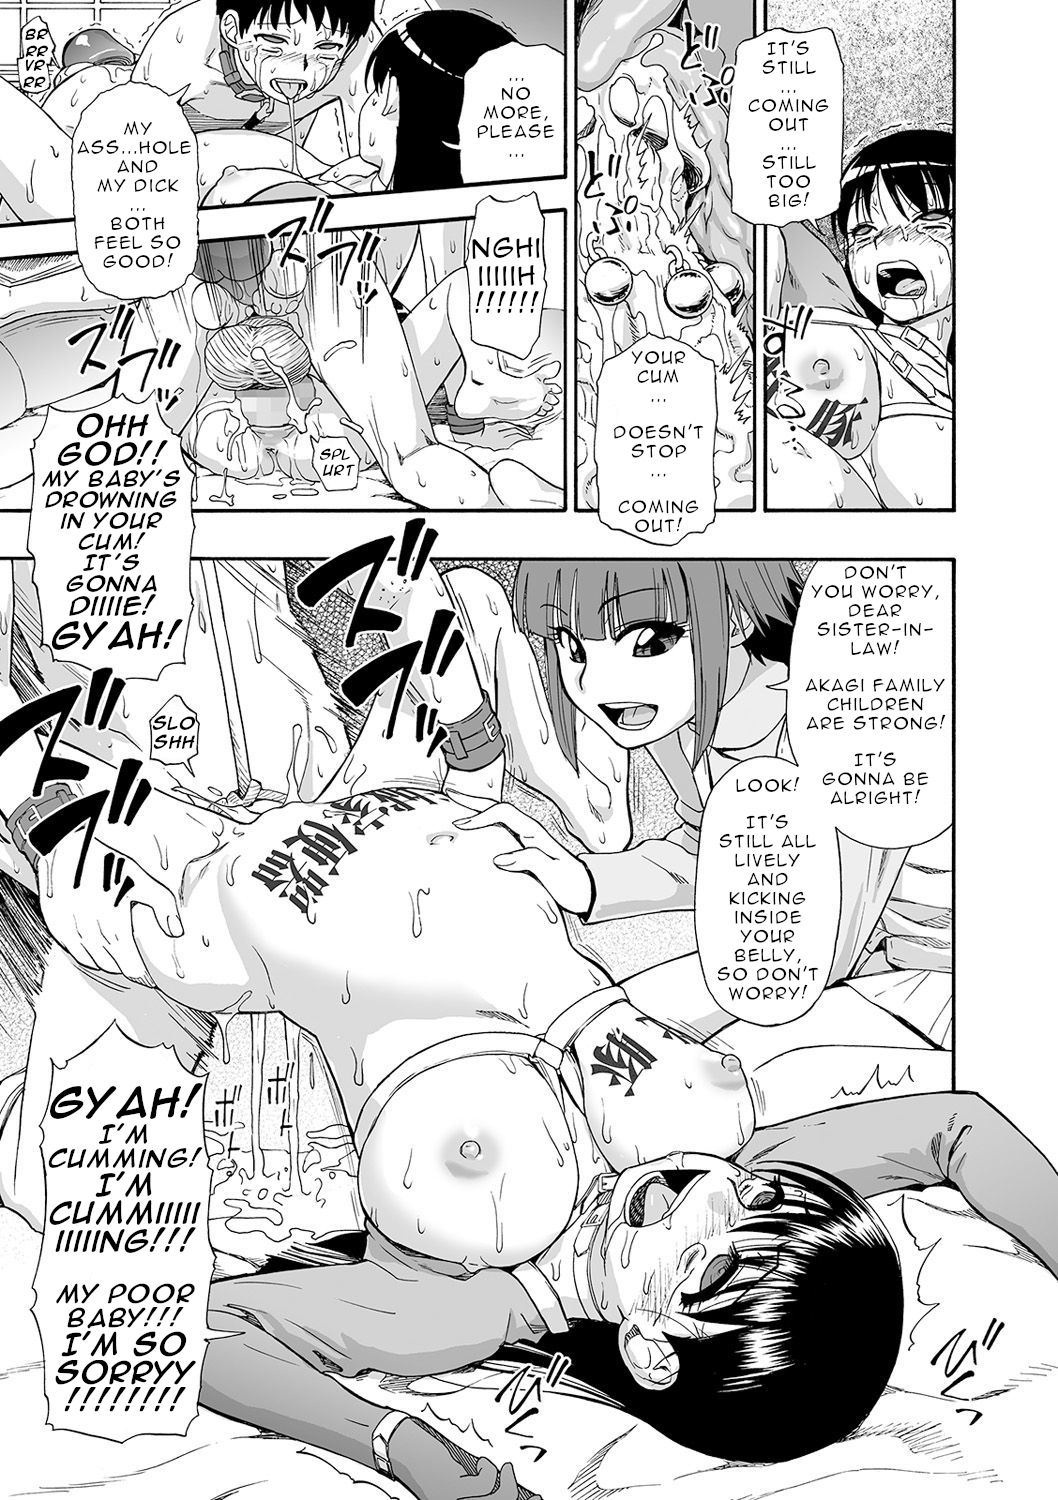 IT'S
STILL
...
COMING
OUT
...
STILL
TOO
BIG!
YOUR
CUM
...
DOESN'T
STOP
...
COMING
OUT!
...
NO
MORE,
PLEASE
...
BR
RR
VR
RR
MY
ASS...HOLE
AND
MY DICK
...
BOTH
FEEL SO
GOOD!
NGHI
IIIIIIH
!!!!!!
SPL
URT
OHH
GOD!!
MY BABY'S
DROWNING
IN YOUR
CUM!
IT'S
GONNA
DIIIIE!
GYAH!
DON'T
YOU WORRY,
DEAR
SISTER-IN-
LAW!
AKAGI FAMILY
CHILDREN
ARE STRONG!
IT'S
GONNA BE
ALRIGHT!
LOOK!
IT'S
STILL ALL
LIVELY
AND
KICKING
INSIDE
YOUR
BELLY,
SO DON'T
WORRY!
SLO
SHH
GYAH!
I'M
CUMMING!
I'M
CUMMIIIII
IIIIIING!!!
MY POOR
BABY!!!
I'M SO
SORRYY
!!!!!!!!